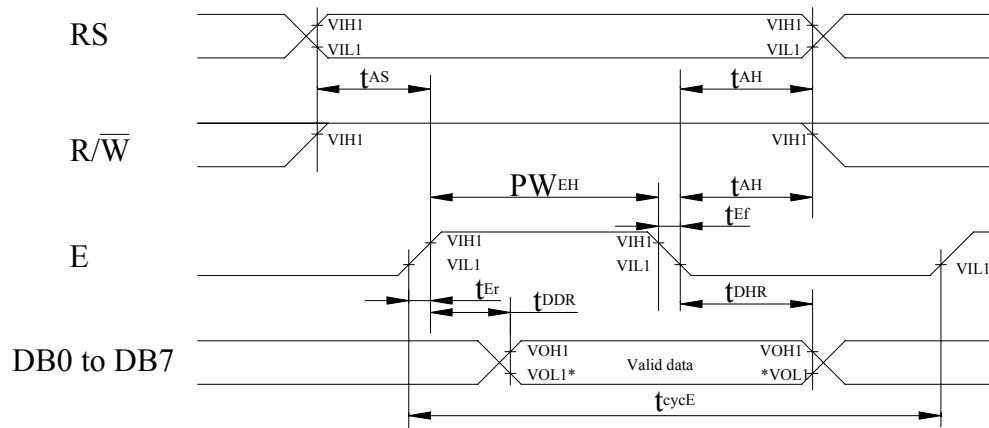 RS VIH1 VIH1
VIL1 VIL1
tAS tAH
R/W̅ VIH1 VIH1
PWEH tAH
tEf
E VIH1 VIH1
VIL1 VIL1 VIL1
tEr tDDR tDHR
DB0 to DB7 VOH1 Valid data VOH1
VOL1* *VOL1
tcycE